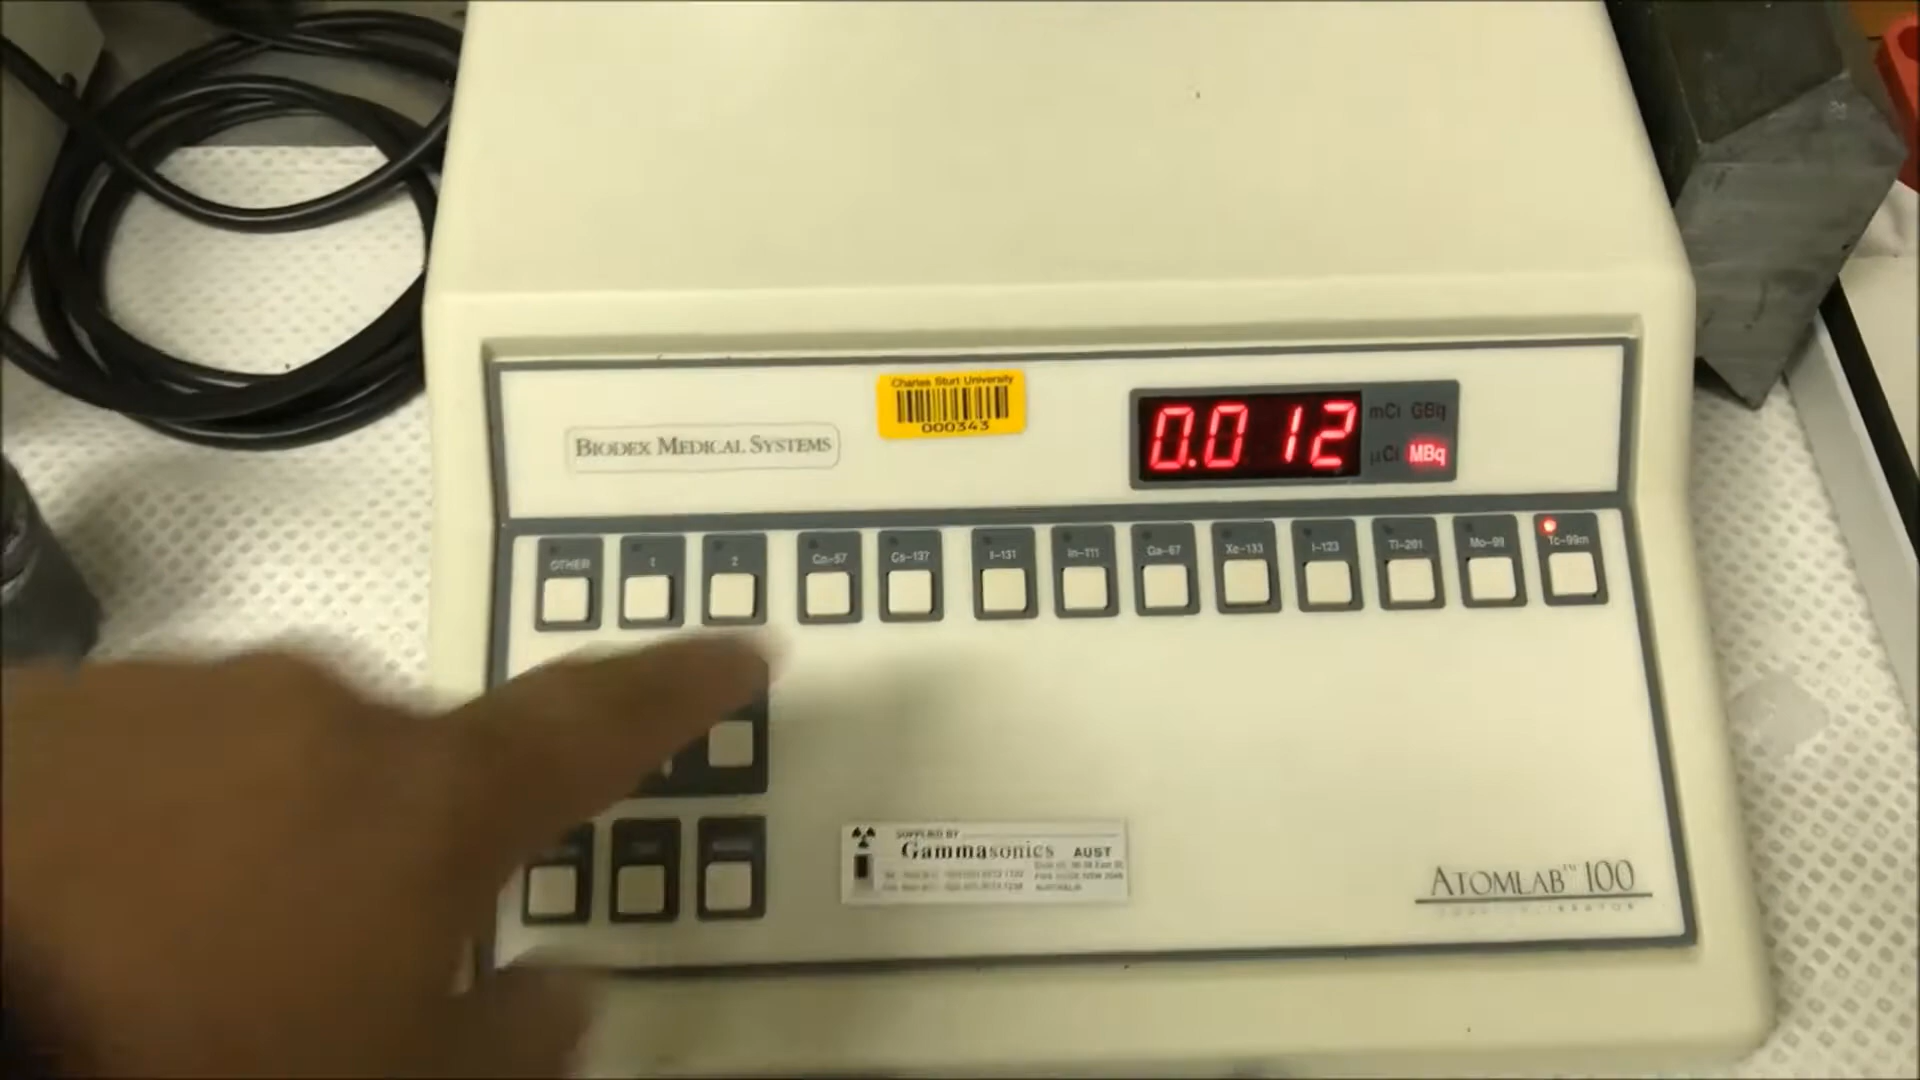 Charles Sturt University
000343
BIODEX MEDICAL SYSTEMS
0.012
mCi GBq
µCi MBq
OTHER 1 2 Co-57 Cs-137 I-131 In-111 Ga-67 Xe-133 I-123 Tl-201 Mo-99 Tc-99m
SUPPLIED BY
Gammasonics AUST
AUSTRALIA
ATOMLAB™ 100